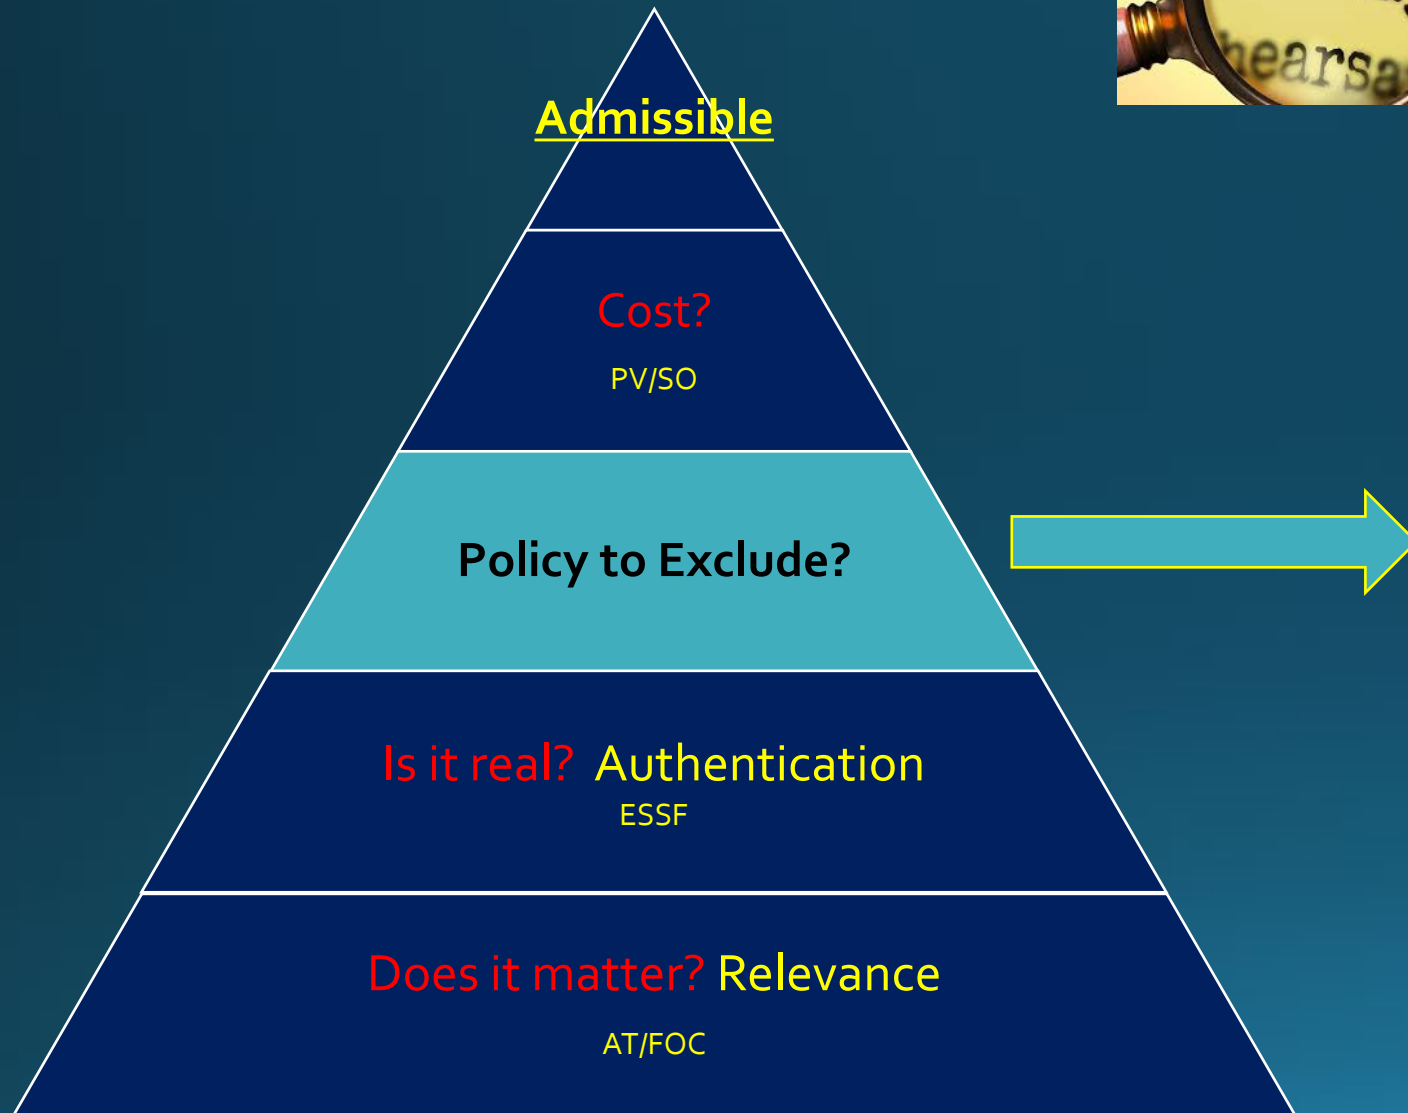 Admissible
Cost?
PV/SO
Policy to Exclude?
Is it real? Authentication
ESSF
Does it matter? Relevance
AT/FOC